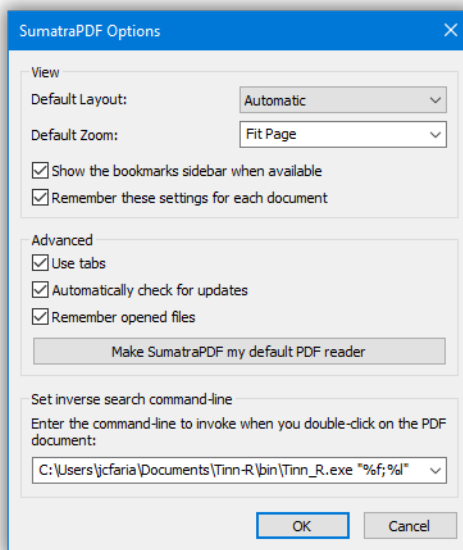 SumatraPDF Options
View
Default Layout:
Automatic
Default Zoom:
Fit Page
Show the bookmarks sidebar when available
Remember these settings for each document
Advanced
Use tabs
Automatically check for updates
Remember opened files
Make SumatraPDF my default PDF reader
Set inverse search command-line
Enter the command-line to invoke when you double-click on the PDF
document:
C:\Users\jcfaria\Documents\Tinn-R\bin\Tinn_R.exe "%f;%l"
OK
Cancel